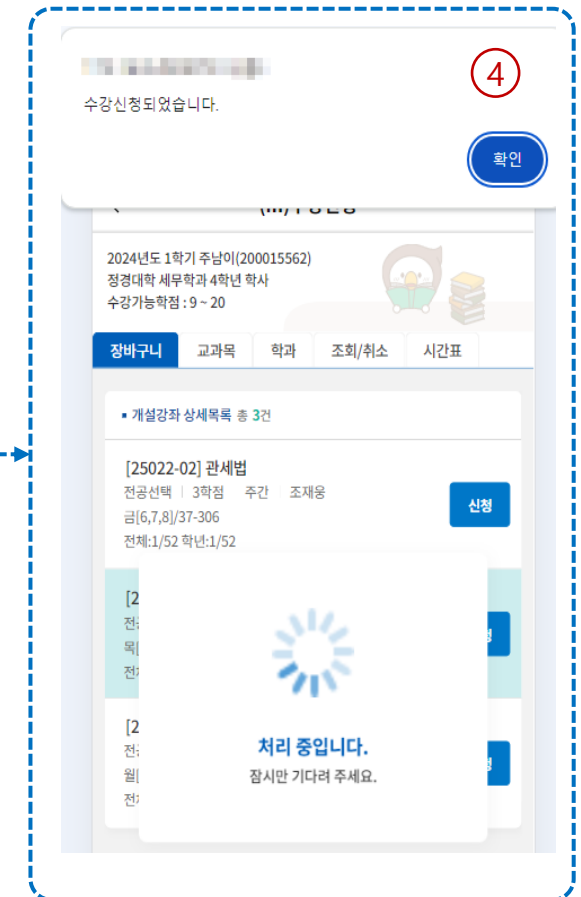 ④
수강신청되었습니다.
확인
2024년도 1학기 주남이(200015562)
정경대학 세무학과 4학년 학사
수강가능학점 : 9 ~ 20
장바구니 교과목 학과 조회/취소 시간표
▪ 개설강좌 상세목록 총 3건
[25022-02] 관세법
전공선택 | 3학점 주간 조재웅
신청
금[6,7,8]/37-306
전체:1/52 학년:1/52
[2
목[
[2
월[
처리 중입니다.
잠시만 기다려 주세요.